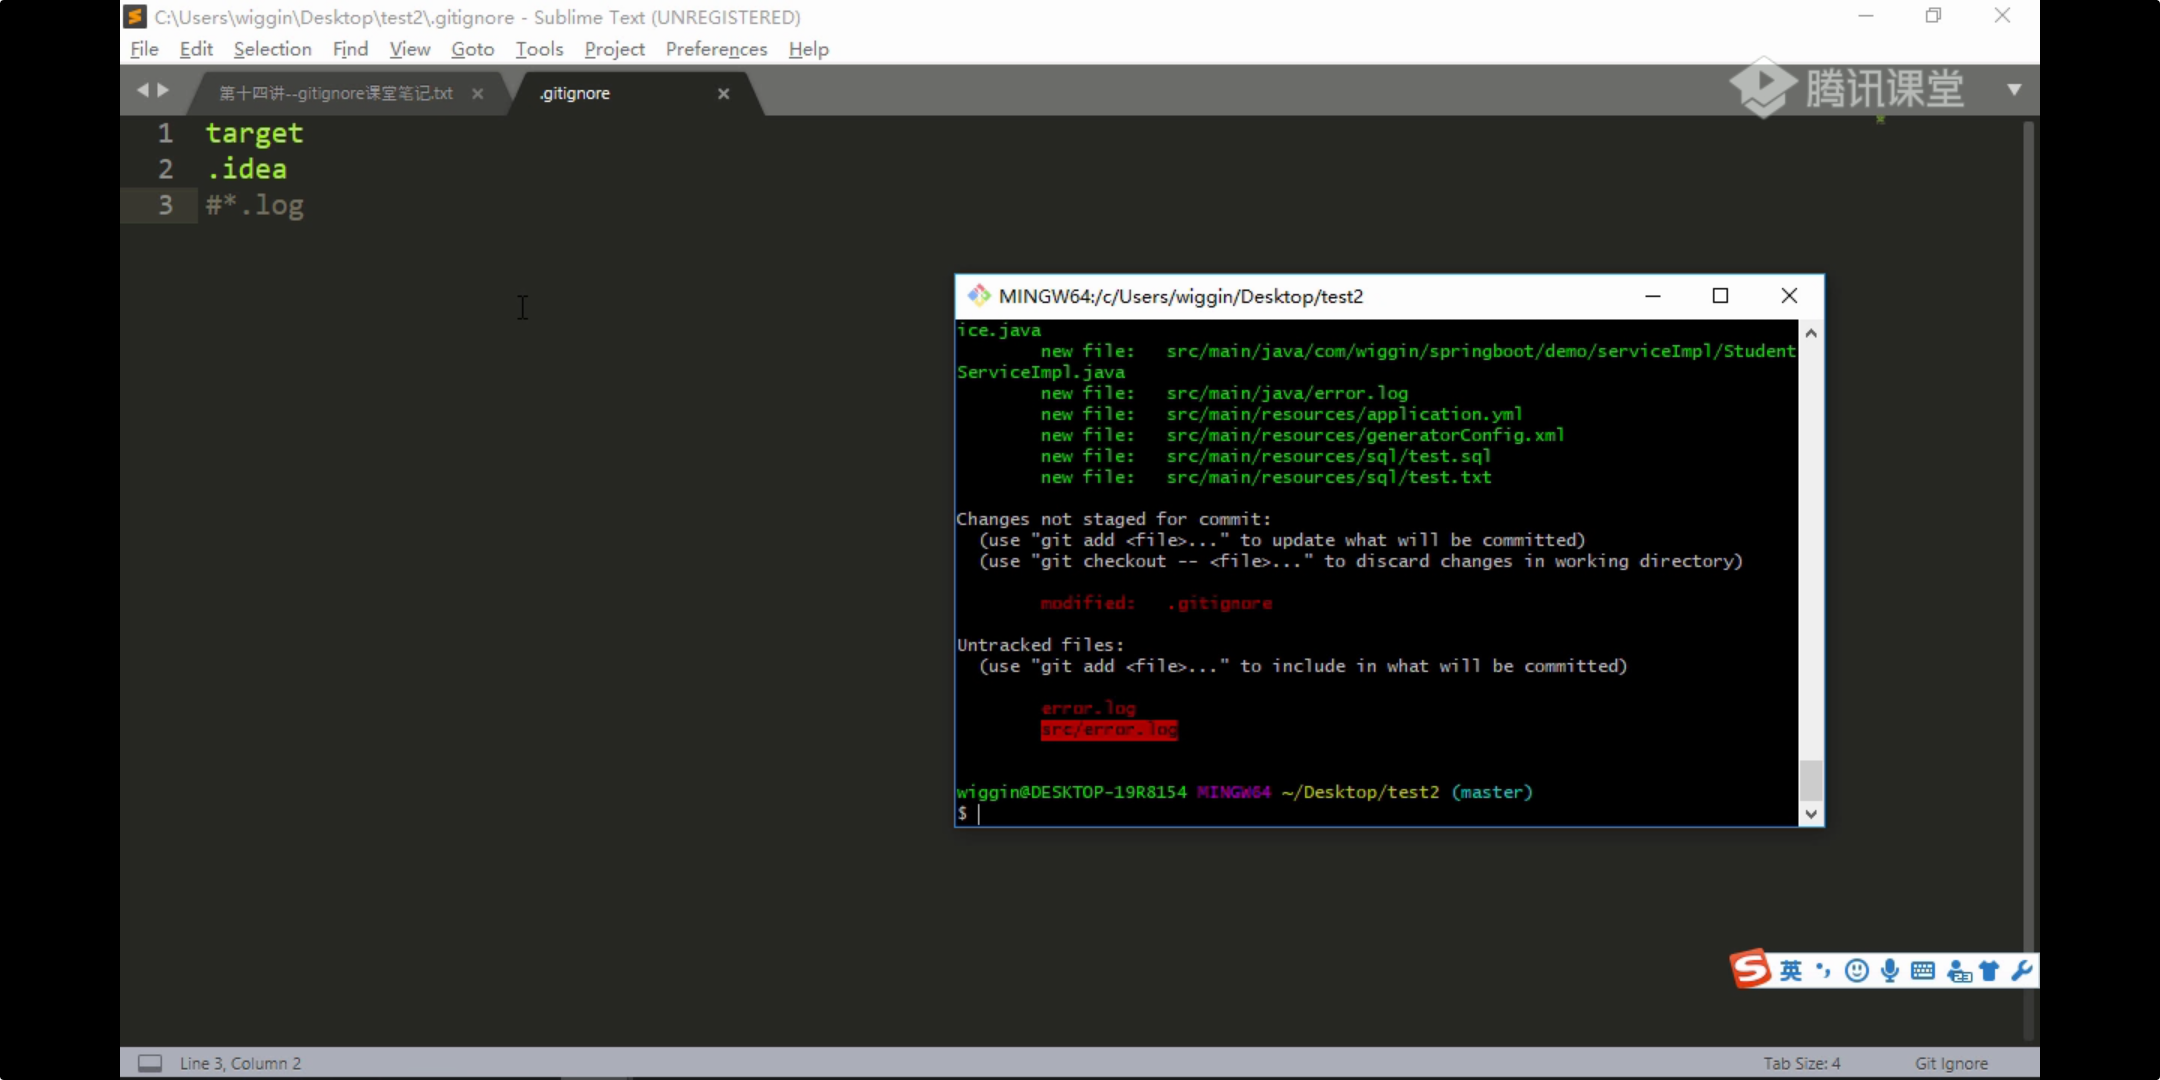 C:\Users\wiggin\Desktop\test2\.gitignore - Sublime Text (UNREGISTERED)
File Edit Selection Find View Goto Tools Project Preferences Help
第十四讲--gitignore课堂笔记.txt
.gitignore
腾讯课堂
1 target
2 .idea
3 #*.log
MINGW64:/c/Users/wiggin/Desktop/test2
ice.java
new file: src/main/java/com/wiggin/springboot/demo/serviceImpl/Student
ServiceImpl.java
new file: src/main/java/error.log
new file: src/main/resources/application.yml
new file: src/main/resources/generatorConfig.xml
new file: src/main/resources/sql/test.sql
new file: src/main/resources/sql/test.txt
Changes not staged for commit:
(use "git add <file>..." to update what will be committed)
(use "git checkout -- <file>..." to discard changes in working directory)
modified: .gitignore
Untracked files:
(use "git add <file>..." to include in what will be committed)
error.log
src/error.log
wiggin@DESKTOP-19R8154 MINGW64 ~/Desktop/test2 (master)
$
英
Line 3, Column 2
Tab Size: 4
Git Ignore